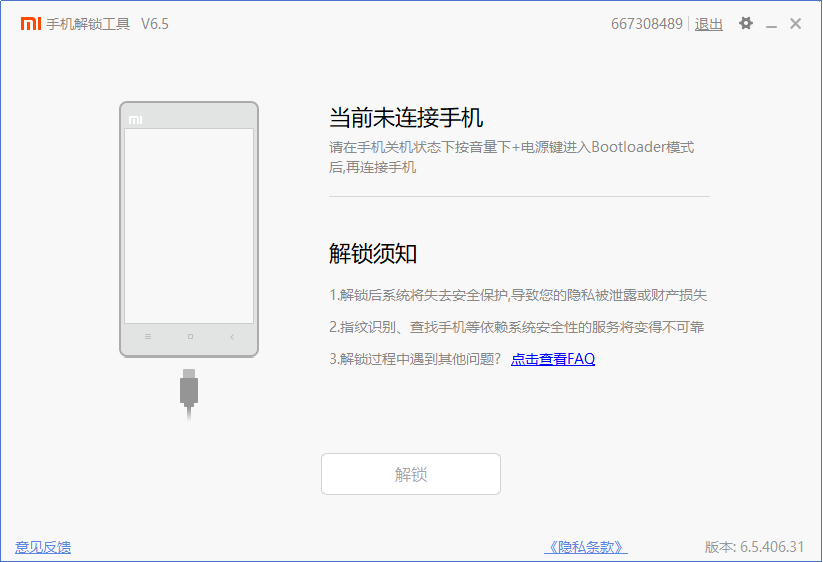 mi 手机解锁工具 V6.5
667308489 退出
mi
当前未连接手机
请在手机关机状态下按音量下+电源键进入Bootloader模式
后,再连接手机
解锁须知
1.解锁后系统将失去安全保护,导致您的隐私被泄露或财产损失
2.指纹识别、查找手机等依赖系统安全性的服务将变得不可靠
3.解锁过程中遇到其他问题? 点击查看FAQ
解锁
意见反馈
《隐私条款》
版本: 6.5.406.31